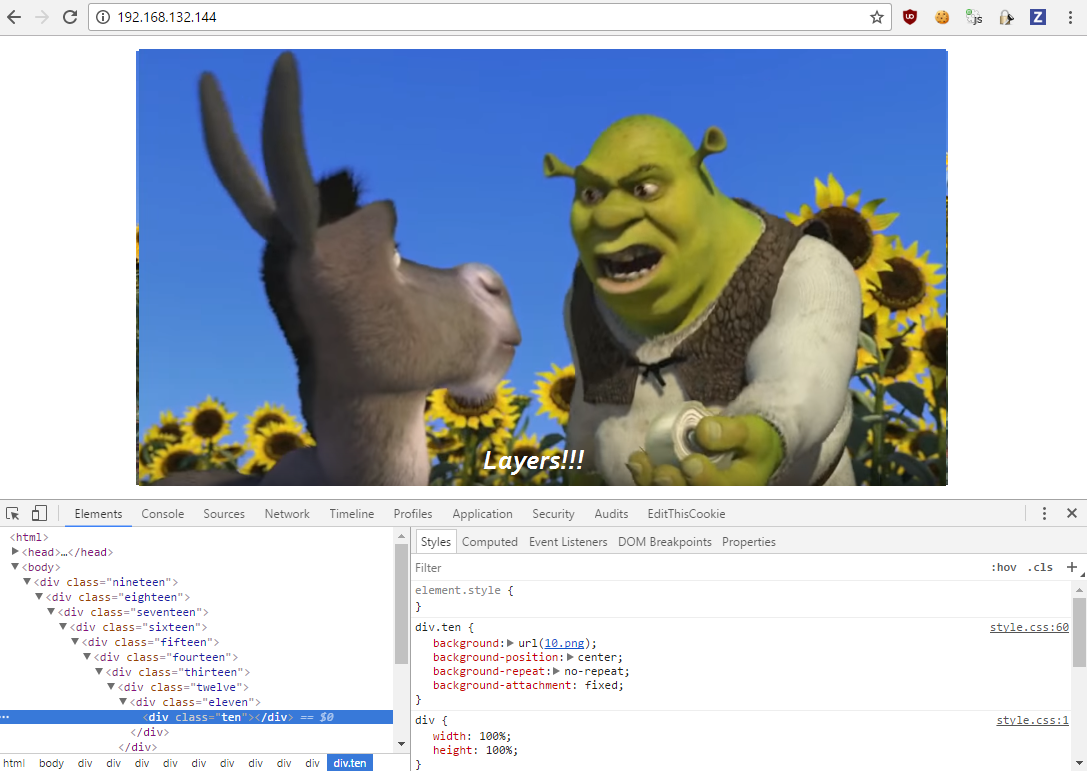 192.168.132.144
Layers!!!
Elements Console Sources Network Timeline Profiles Application Security Audits EditThisCookie
<html>
<head>…</head>
<body>
<div class="nineteen">
<div class="eighteen">
<div class="seventeen">
<div class="sixteen">
<div class="fifteen">
<div class="fourteen">
<div class="thirteen">
<div class="twelve">
<div class="eleven">
<div class="ten"></div> == $0
</div>
</div>
html body div div div div div div div div div div.ten
Styles Computed Event Listeners DOM Breakpoints Properties
Filter :hov .cls +
element.style {
}
div.ten { style.css:60
background: url(10.png);
background-position: center;
background-repeat: no-repeat;
background-attachment: fixed;
}
div { style.css:1
width: 100%;
height: 100%;
}